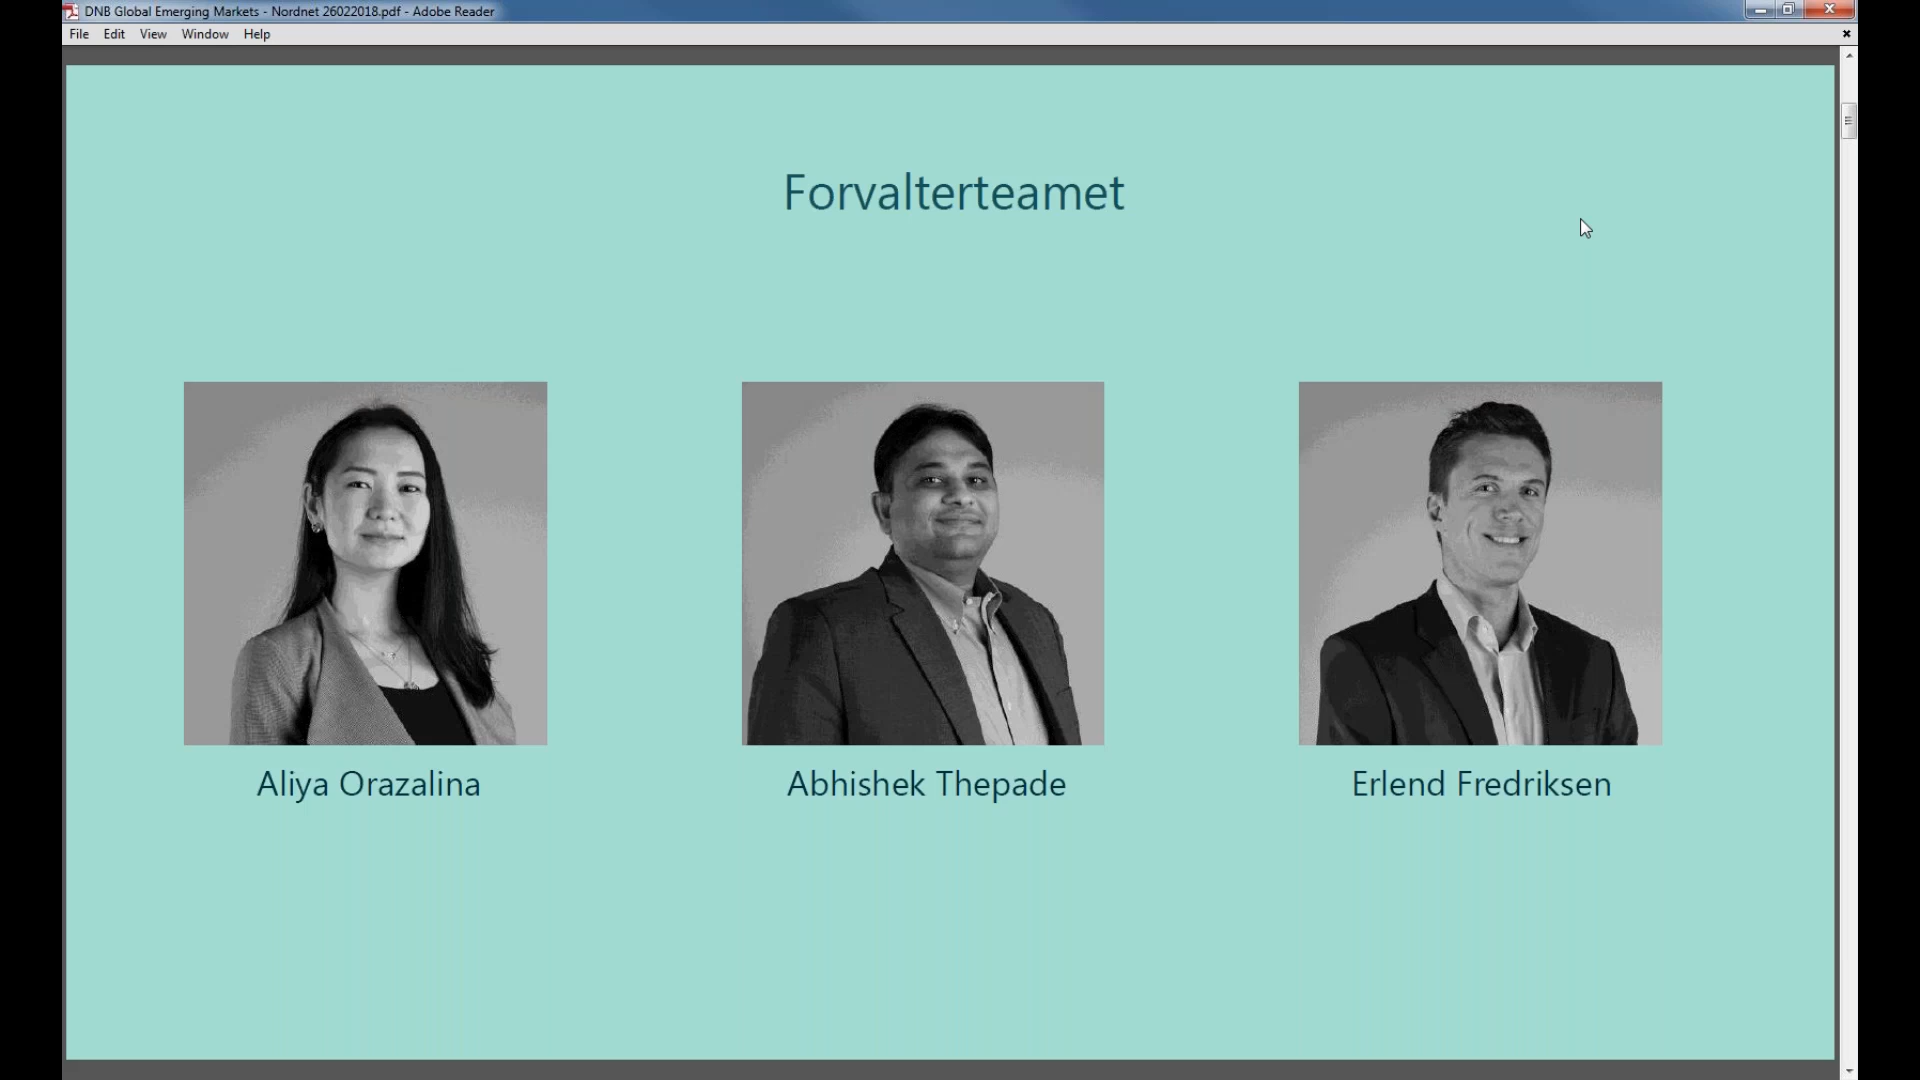 DNB Global Emerging Markets - Nordnet 26022018.pdf - Adobe Reader
File Edit View Window Help
Forvalterteamet
Aliya Orazalina
Abhishek Thepade
Erlend Fredriksen